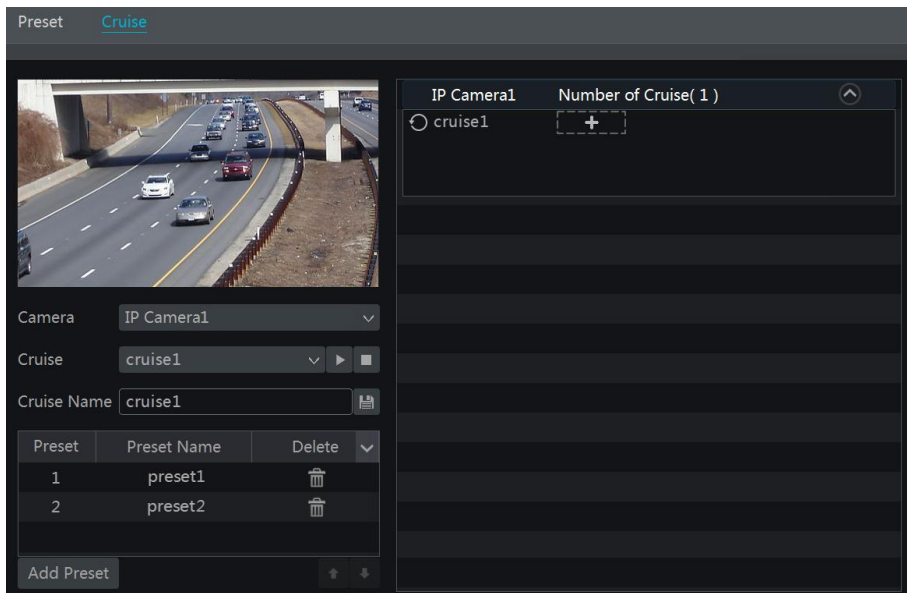 Preset Cruise
IP Camera1 Number of Cruise( 1 )
cruise1
Camera IP Camera1
Cruise cruise1
Cruise Name cruise1
Preset Preset Name Delete
1 preset1
2 preset2
Add Preset